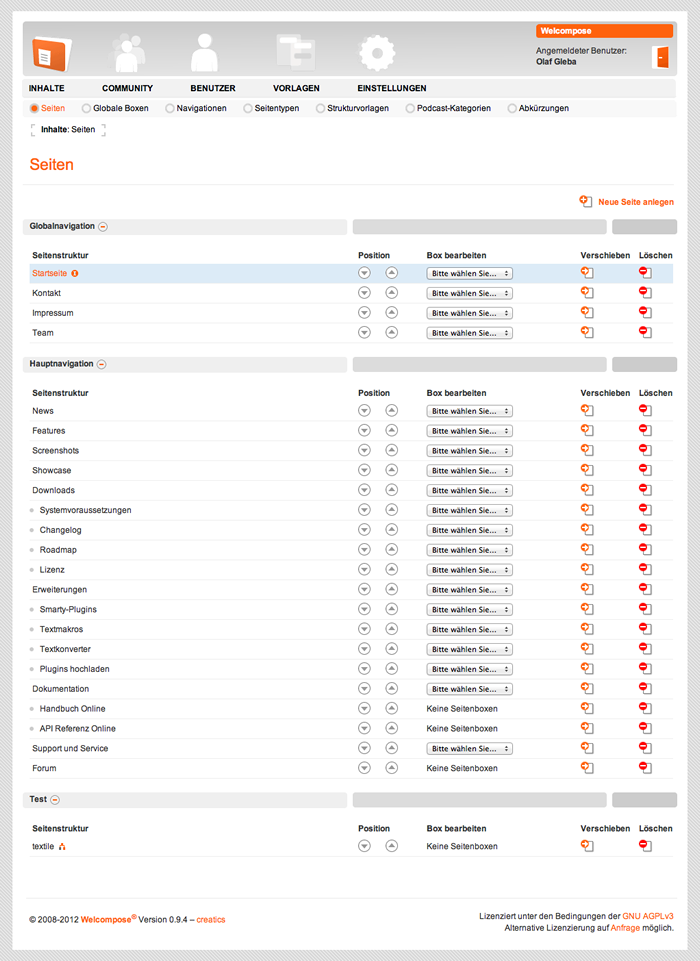 Welcompose
Angemeldeter Benutzer:
Olaf Gleba
INHALTE COMMUNITY BENUTZER VORLAGEN EINSTELLUNGEN
Seiten Globale Boxen Navigationen Seitentypen Strukturvorlagen Podcast-Kategorien Abkürzungen
Inhalte: Seiten
Seiten
Neue Seite anlegen
Globalnavigation
Seitenstruktur Position Box bearbeiten Verschieben Löschen
Startseite Bitte wählen Sie...
Kontakt Bitte wählen Sie...
Impressum Bitte wählen Sie...
Team Bitte wählen Sie...
Hauptnavigation
Seitenstruktur Position Box bearbeiten Verschieben Löschen
News Bitte wählen Sie...
Features Bitte wählen Sie...
Screenshots Bitte wählen Sie...
Showcase Bitte wählen Sie...
Downloads Bitte wählen Sie...
Systemvoraussetzungen Bitte wählen Sie...
Changelog Bitte wählen Sie...
Roadmap Bitte wählen Sie...
Lizenz Bitte wählen Sie...
Erweiterungen Bitte wählen Sie...
Smarty-Plugins Bitte wählen Sie...
Textmakros Bitte wählen Sie...
Textkonverter Bitte wählen Sie...
Plugins hochladen Bitte wählen Sie...
Dokumentation Bitte wählen Sie...
Handbuch Online Keine Seitenboxen
API Referenz Online Keine Seitenboxen
Support und Service Bitte wählen Sie...
Forum Keine Seitenboxen
Test
Seitenstruktur Position Box bearbeiten Verschieben Löschen
textile Keine Seitenboxen
© 2008-2012 Welcompose® Version 0.9.4 – creatics
Lizenziert unter den Bedingungen der GNU AGPLv3
Alternative Lizenzierung auf Anfrage möglich.